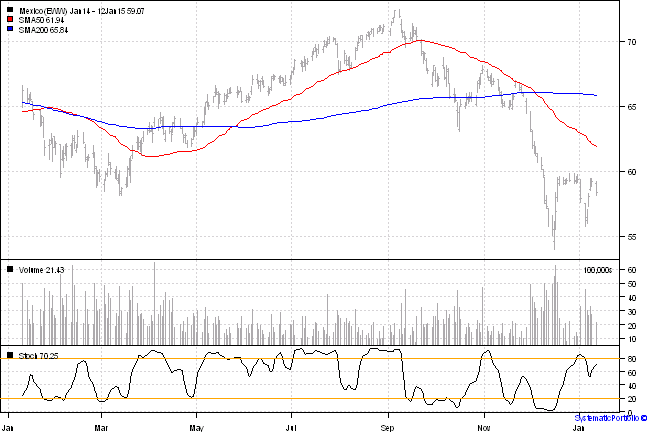 Mexico(EWW) Jan14 - 12Jan15 59.07
SMA50 61.94
SMA200 65.84
70
65
60
55
Volume 21.43
100,000s
60
50
40
30
20
10
Stoch 70.25
80
60
40
20
0
Jan Mar May Jul Sep Nov Jan
SystematicPortfolio ©